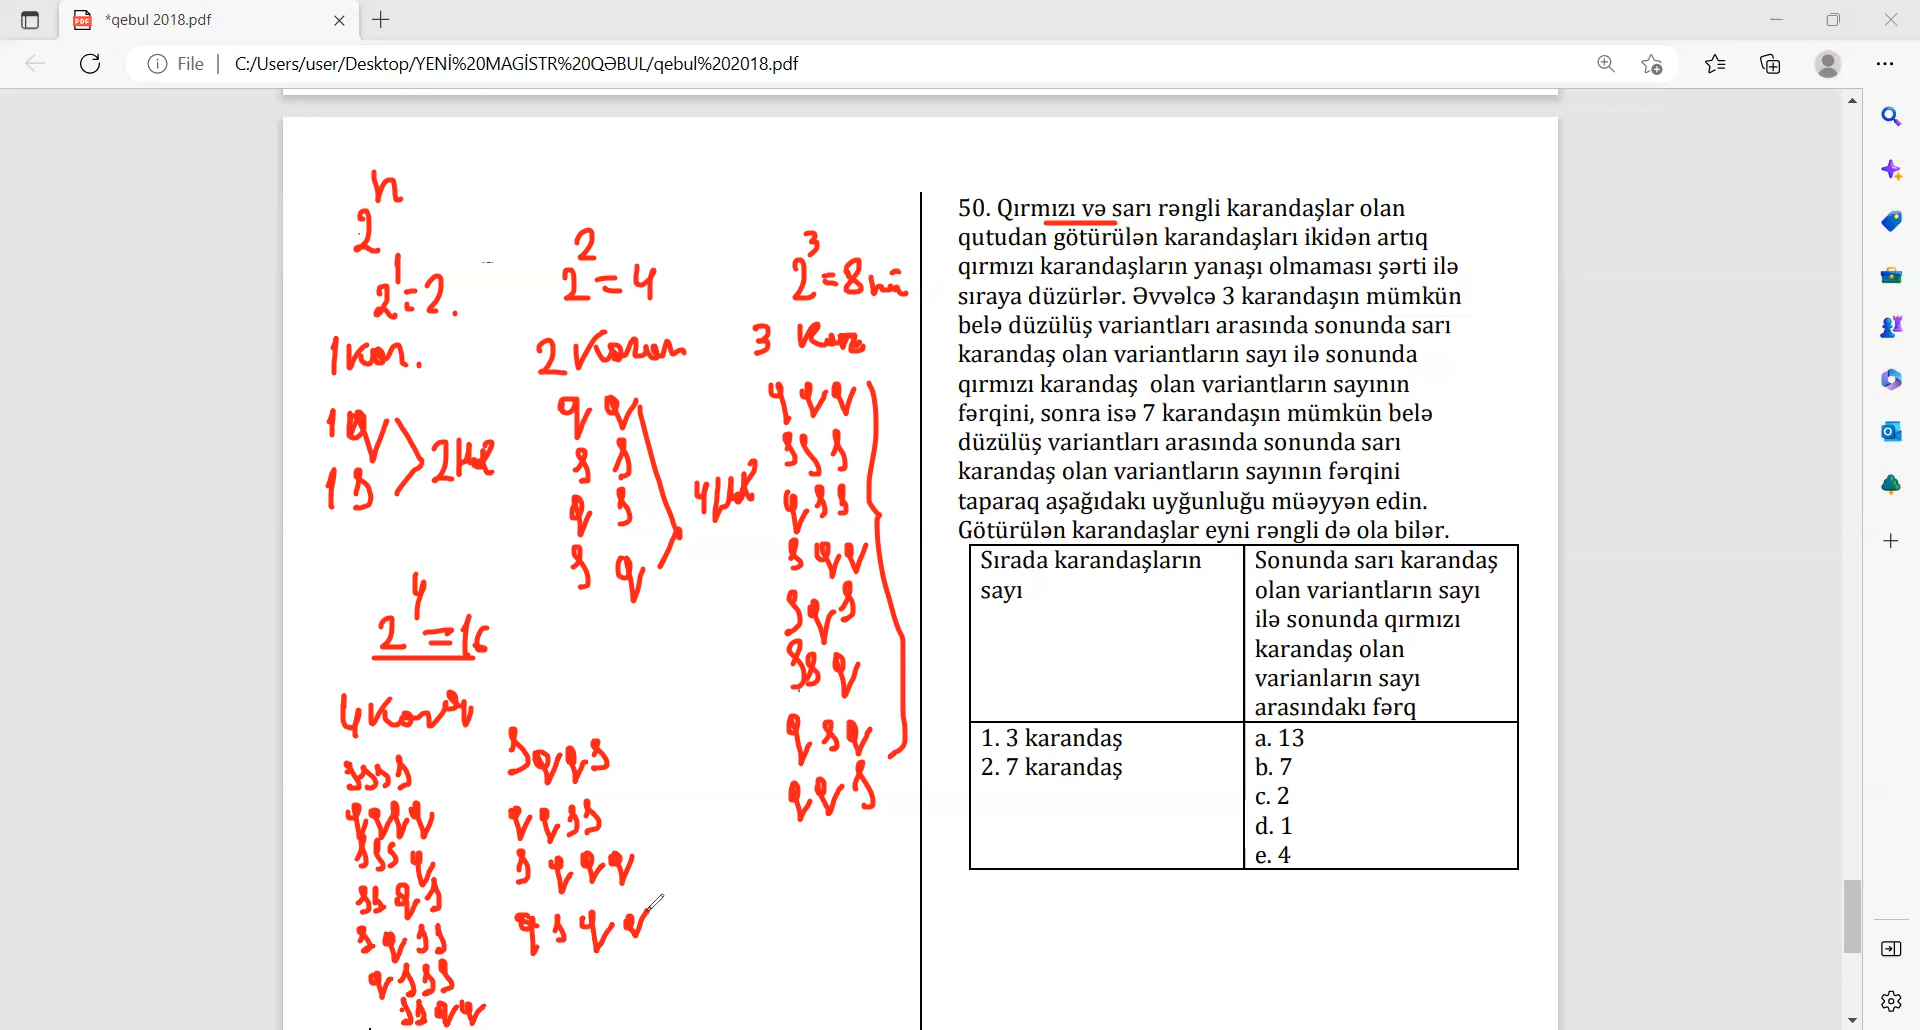 *qebul 2018.pdf
File
C:/Users/user/Desktop/YENİ%20MAGİSTR%20QƏBUL/qebul%202018.pdf
2ⁿ
2¹=2.
1 kar.
1q
1s
2²=4
q q
s s
q s
s q
2³=8
3 kar
q q q
s s s
q s s
s q q
s q s
s s q
q s q
q q s
2⁴=16
s s s s
q q q q
s s s q
s s q s
s q s s
q s s s
s s q q
s q q s
q q s s
s q q q
q s q q
50. Qırmızı və sarı rəngli karandaşlar olan
qutudan götürülən karandaşları ikidən artıq
qırmızı karandaşların yanaşı olmaması şərti ilə
sıraya düzürlər. Əvvəlcə 3 karandaşın mümkün
belə düzülüş variantları arasında sonunda sarı
karandaş olan variantların sayı ilə sonunda
qırmızı karandaş olan variantların sayının
fərqini, sonra isə 7 karandaşın mümkün belə
düzülüş variantları arasında sonunda sarı
karandaş olan variantların sayının fərqini
taparaq aşağıdakı uyğunluğu müəyyən edin.
Götürülən karandaşlar eyni rəngli də ola bilər.
Sırada karandaşların
sayı
Sonunda sarı karandaş
olan variantların sayı
ilə sonunda qırmızı
karandaş olan
varianların sayı
arasındakı fərq
1. 3 karandaş
2. 7 karandaş
a. 13
b. 7
c. 2
d. 1
e. 4